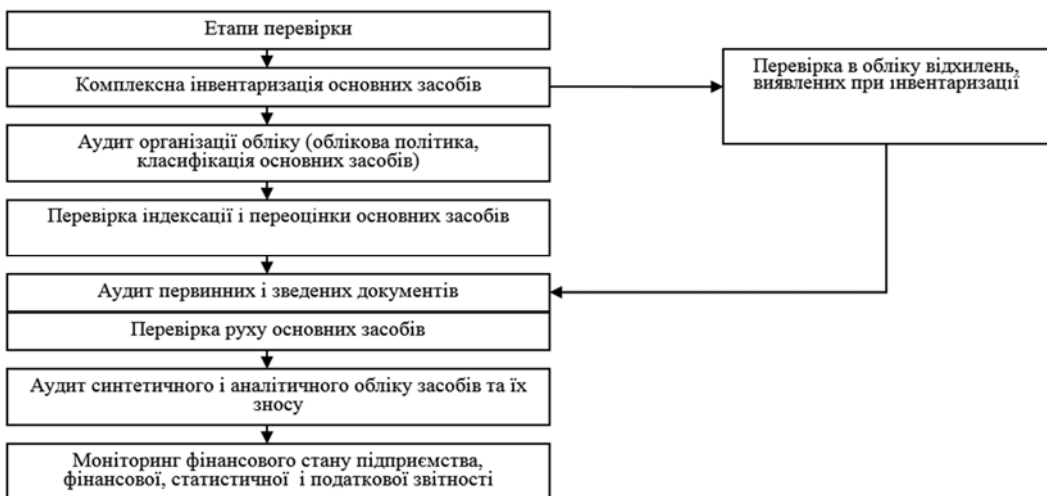 Етапи перевірки
Комплексна інвентаризація основних засобів
Перевірка в обліку відхилень,
виявлених при інвентаризації
Аудит організації обліку (облікова політика,
класифікація основних засобів)
Перевірка індексації і переоцінки основних засобів
Аудит первинних і зведених документів
Перевірка руху основних засобів
Аудит синтетичного і аналітичного обліку засобів та їх
зносу
Моніторинг фінансового стану підприємства,
фінансової, статистичної і податкової звітності